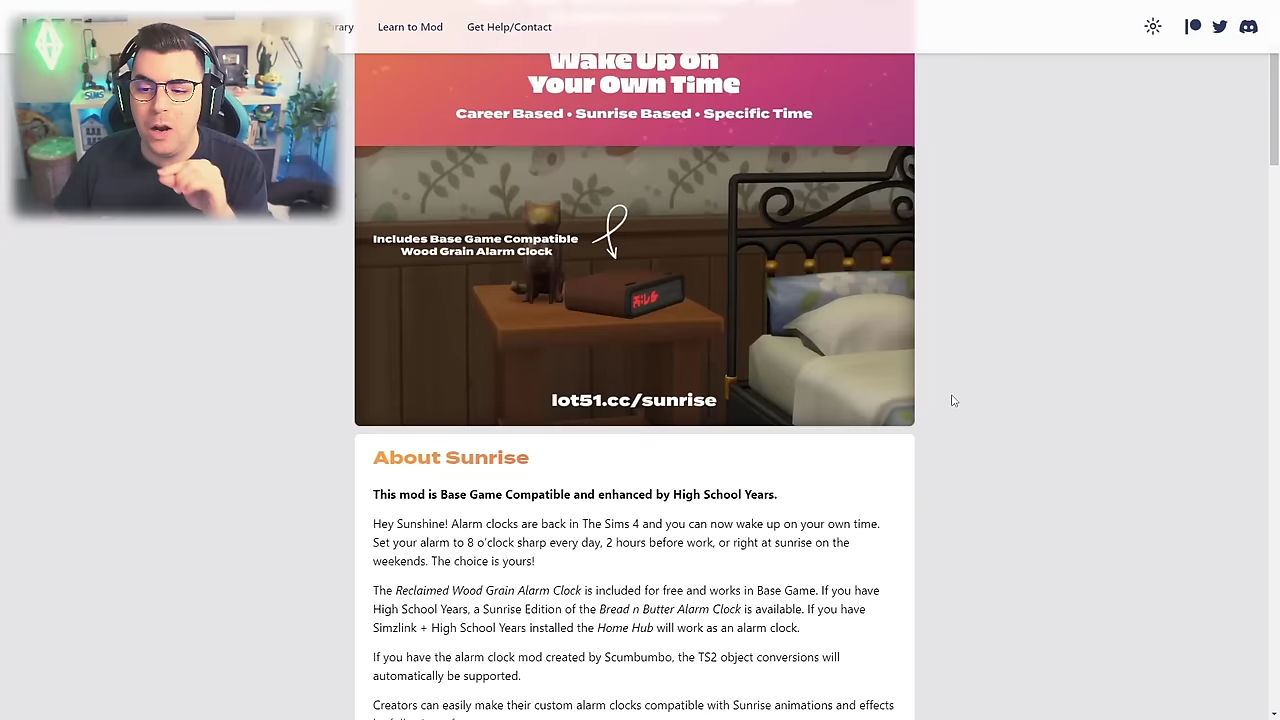 Learn to Mod
Get Help/Contact
Wake Up On
Your Own Time
Career Based • Sunrise Based • Specific Time
Includes Base Game Compatible
Wood Grain Alarm Clock
lot51.cc/sunrise
About Sunrise
This mod is Base Game Compatible and enhanced by High School Years.
Hey Sunshine! Alarm clocks are back in The Sims 4 and you can now wake up on your own time.
Set your alarm to 8 o'clock sharp every day, 2 hours before work, or right at sunrise on the
weekends. The choice is yours!
The Reclaimed Wood Grain Alarm Clock is included for free and works in Base Game. If you have
High School Years, a Sunrise Edition of the Bread n Butter Alarm Clock is available. If you have
Simzlink + High School Years installed the Home Hub will work as an alarm clock.
If you have the alarm clock mod created by Scumbumbo, the TS2 object conversions will
automatically be supported.
Creators can easily make their custom alarm clocks compatible with Sunrise animations and effects